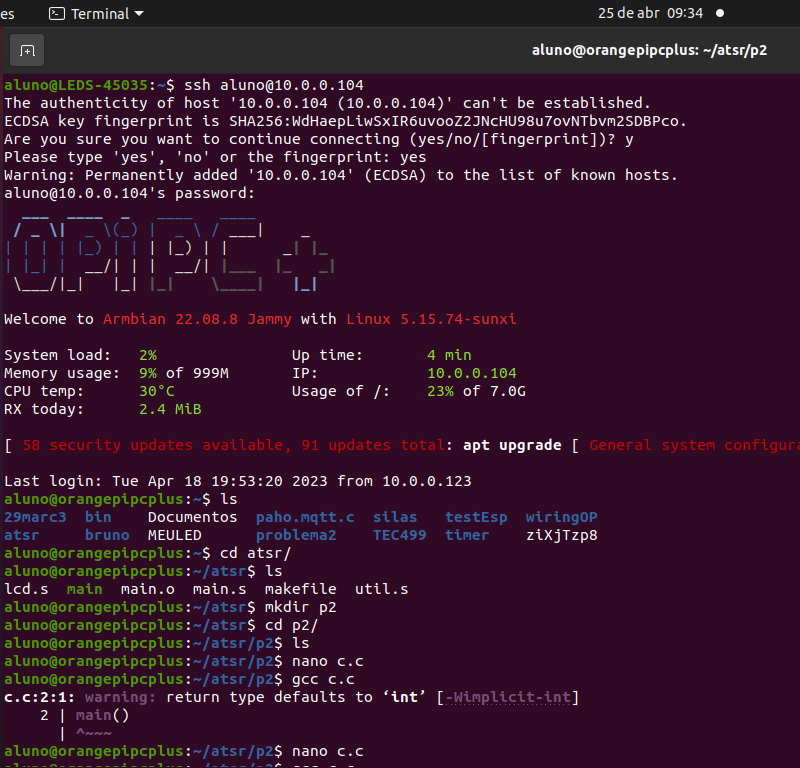 es Terminal 25 de abr 09:34
aluno@orangepipcplus: ~/atsr/p2
aluno@LEDS-45035:~$ ssh aluno@10.0.0.104
The authenticity of host '10.0.0.104 (10.0.0.104)' can't be established.
ECDSA key fingerprint is SHA256:WdHaepLiwSxIR6uvooZ2JNcHU98u7ovNTbvm2SDBPco.
Are you sure you want to continue connecting (yes/no/[fingerprint])? y
Please type 'yes', 'no' or the fingerprint: yes
Warning: Permanently added '10.0.0.104' (ECDSA) to the list of known hosts.
aluno@10.0.0.104's password:
OPi PC+
Welcome to Armbian 22.08.8 Jammy with Linux 5.15.74-sunxi
System load: 2% Up time: 4 min
Memory usage: 9% of 999M IP: 10.0.0.104
CPU temp: 30°C Usage of /: 23% of 7.0G
RX today: 2.4 MiB
[ 58 security updates available, 91 updates total: apt upgrade [ General system configura
Last login: Tue Apr 18 19:53:20 2023 from 10.0.0.123
aluno@orangepipcplus:~$ ls
29marc3 bin Documentos paho.mqtt.c silas testEsp wiringOP
atsr bruno MEULED problema2 TEC499 timer ziXjTzp8
aluno@orangepipcplus:~$ cd atsr/
aluno@orangepipcplus:~/atsr$ ls
lcd.s main main.o main.s makefile util.s
aluno@orangepipcplus:~/atsr$ mkdir p2
aluno@orangepipcplus:~/atsr$ cd p2/
aluno@orangepipcplus:~/atsr/p2$ ls
aluno@orangepipcplus:~/atsr/p2$ nano c.c
aluno@orangepipcplus:~/atsr/p2$ gcc c.c
c.c:2:1: warning: return type defaults to ‘int’ [-Wimplicit-int]
2 | main()
| ^~~~
aluno@orangepipcplus:~/atsr/p2$ nano c.c